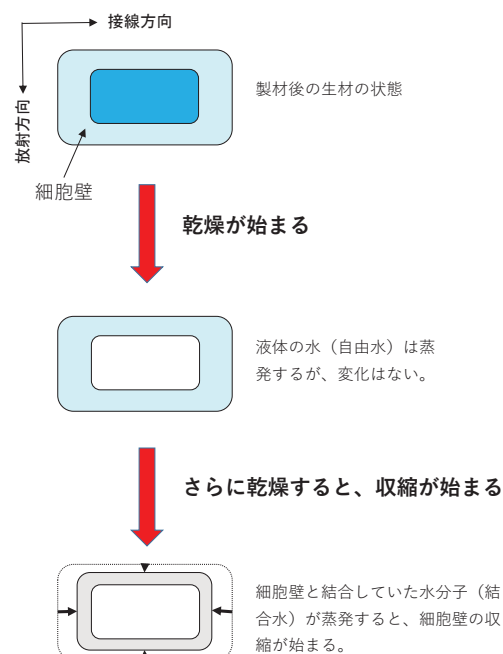 接線方向
放射方向
製材後の生材の状態
細胞壁
乾燥が始まる
液体の水（自由水）は蒸
発するが、変化はない。
さらに乾燥すると、収縮が始まる
細胞壁と結合していた水分子（結
合水）が蒸発すると、細胞壁の収
縮が始まる。